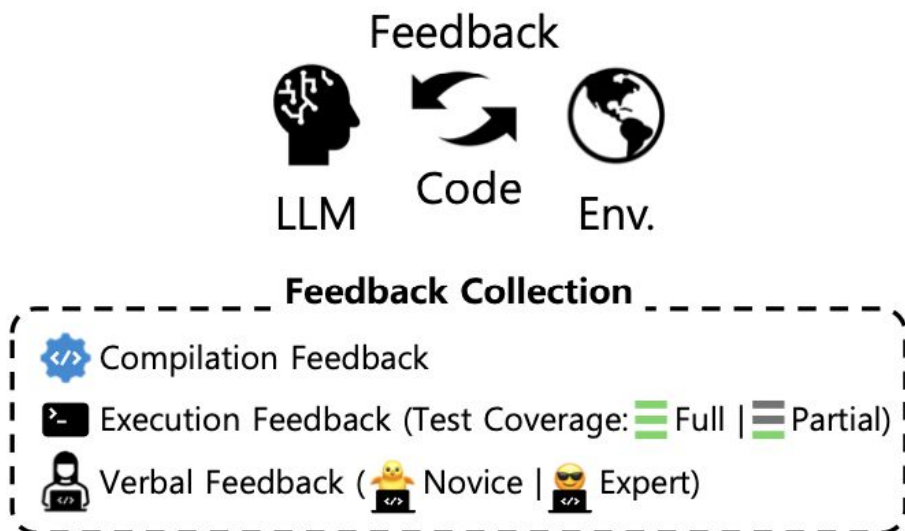 Feedback
Code
LLM
Env.
Feedback Collection
</> Compilation Feedback
>_ Execution Feedback (Test Coverage: Full | Partial)
</> Verbal Feedback (</> Novice | </> Expert)